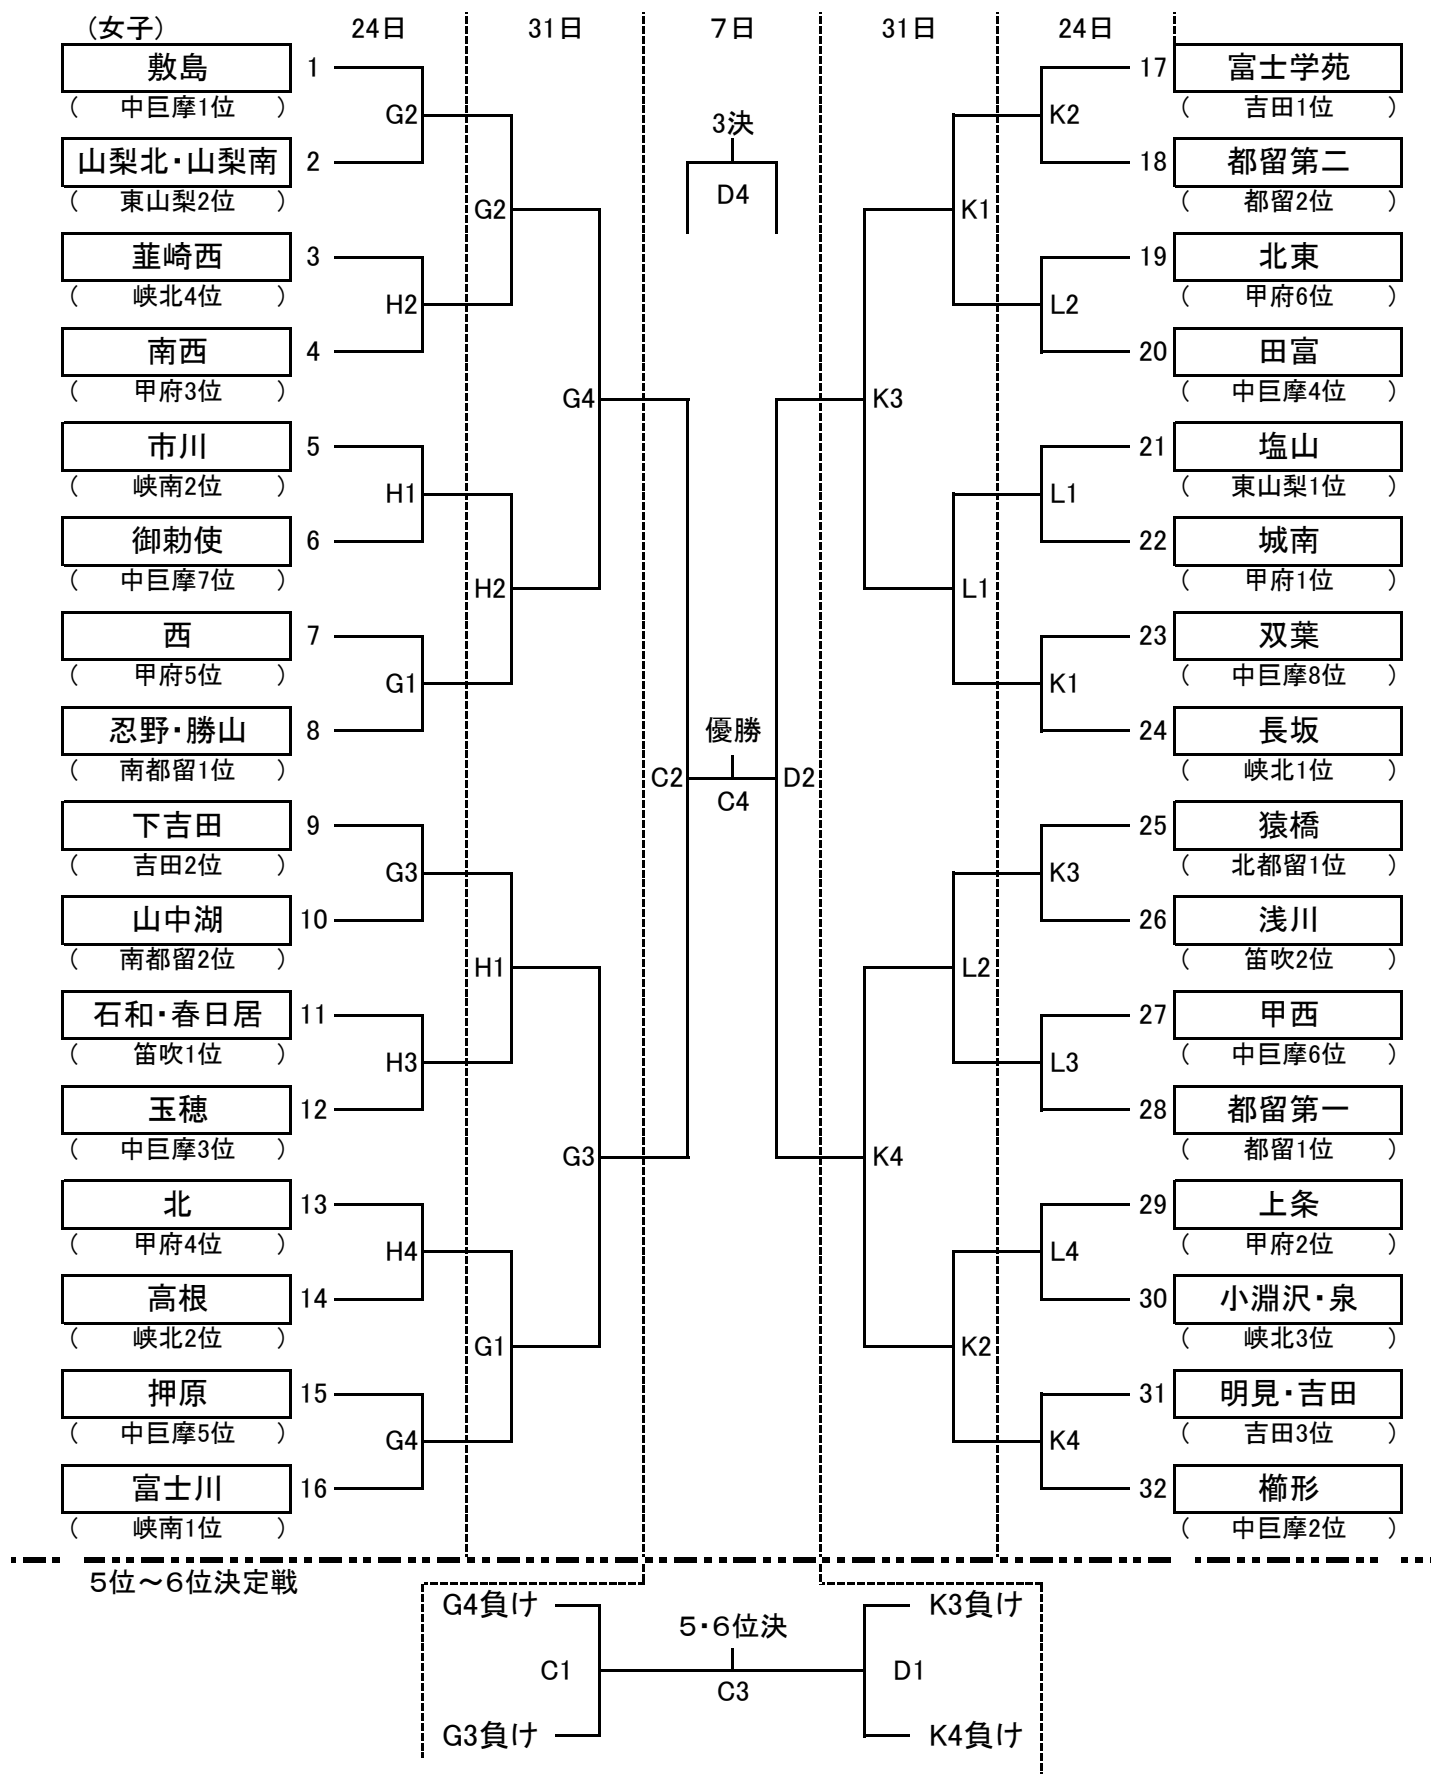 (女子) 24日 31日 7日 31日 24日
敷島 1 17 富士学苑
( 中巨摩1位 ) G2 K2 ( 吉田1位 )
3決
山梨北・山梨南 2 18 都留第二
( 東山梨2位 ) D4 ( 都留2位 )
G2 K1
韮崎西 3 19 北東
( 峡北4位 ) H2 L2 ( 甲府6位 )
南西 4 20 田富
( 甲府3位 ) G4 K3 ( 中巨摩4位 )
市川 5 21 塩山
( 峡南2位 ) H1 L1 ( 東山梨1位 )
御勅使 6 22 城南
( 中巨摩7位 ) H2 L1 ( 甲府1位 )
西 7 23 双葉
( 甲府5位 ) G1 K1 ( 中巨摩8位 )
忍野・勝山 8 優勝 24 長坂
( 南都留1位 ) C2 D2 ( 峡北1位 )
C4
下吉田 9 25 猿橋
( 吉田2位 ) G3 K3 ( 北都留1位 )
山中湖 10 26 浅川
( 南都留2位 ) H1 L2 ( 笛吹2位 )
石和・春日居 11 27 甲西
( 笛吹1位 ) H3 L3 ( 中巨摩6位 )
玉穂 12 28 都留第一
( 中巨摩3位 ) G3 K4 ( 都留1位 )
北 13 29 上条
( 甲府4位 ) H4 L4 ( 甲府2位 )
高根 14 30 小淵沢・泉
( 峡北2位 ) G1 K2 ( 峡北3位 )
押原 15 31 明見・吉田
( 中巨摩5位 ) G4 K4 ( 吉田3位 )
富士川 16 32 櫛形
( 峡南1位 ) ( 中巨摩2位 )
5位～6位決定戦
G4負け K3負け
5・6位決
C1 D1
C3
G3負け K4負け